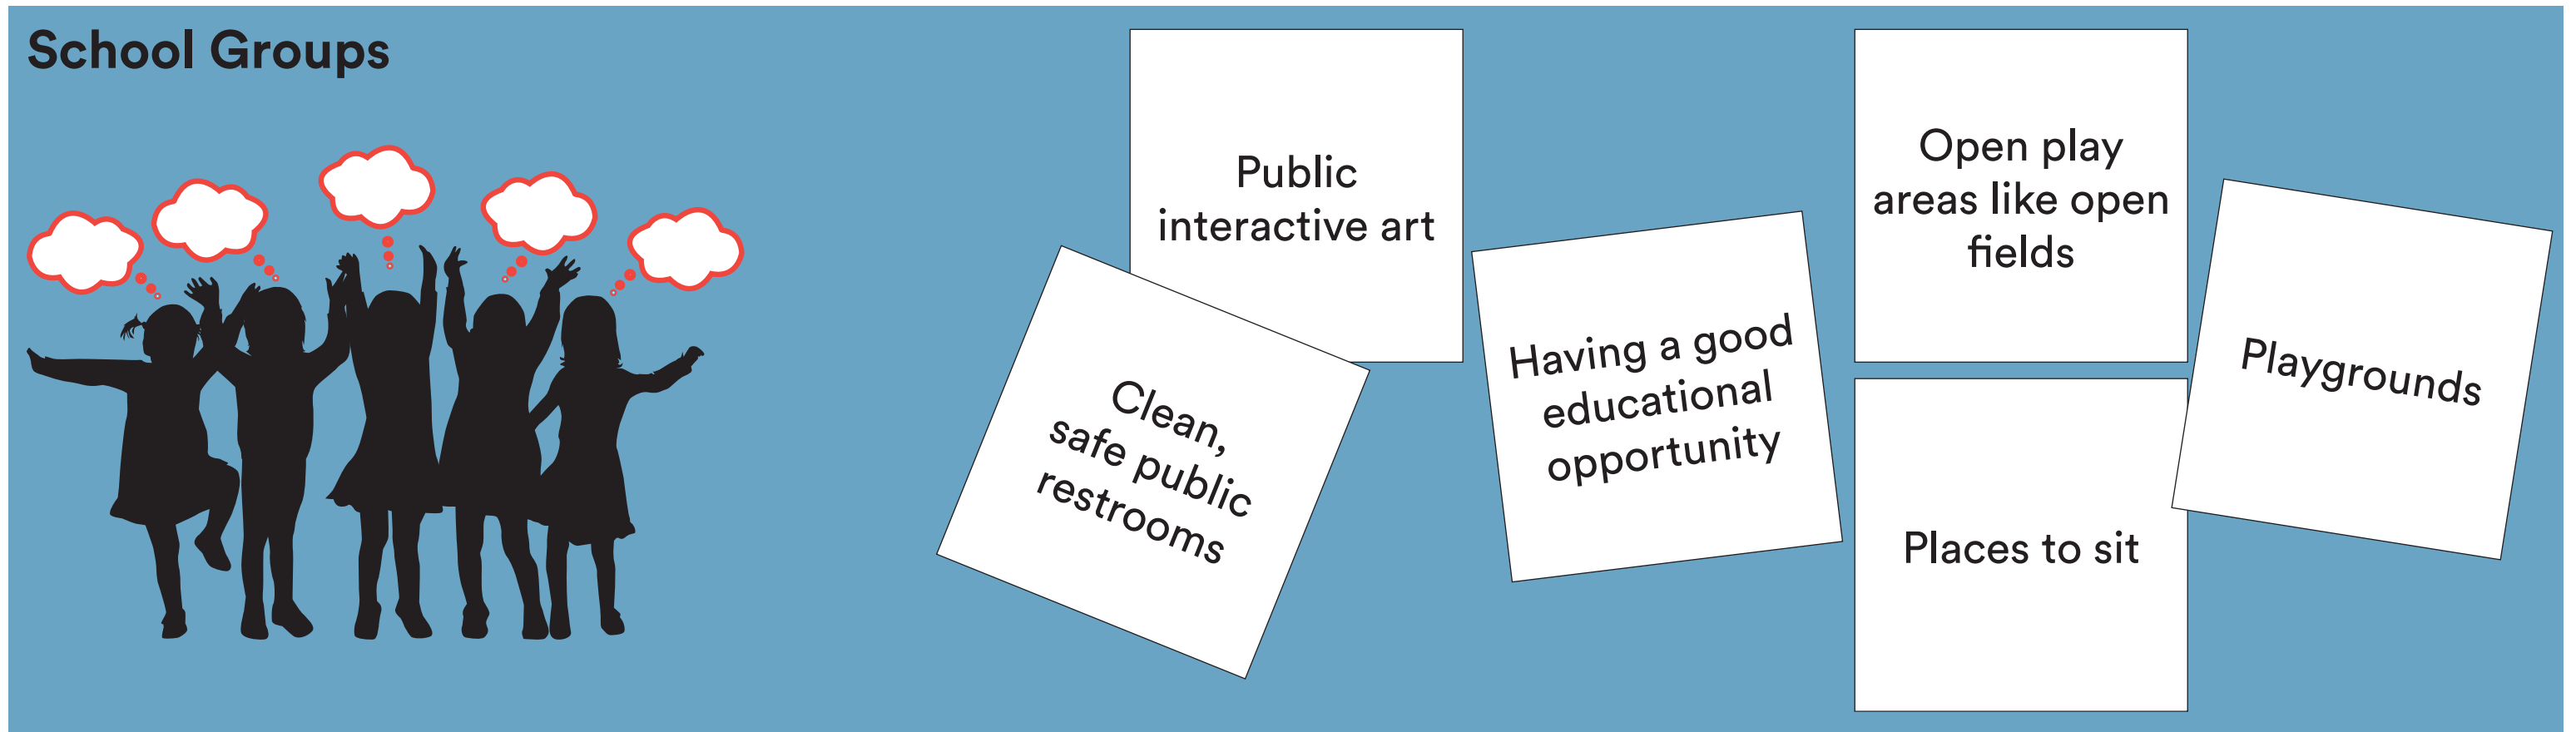 School Groups
Public
interactive art
Clean,
safe public
restrooms
Having a good
educational
opportunity
Open play
areas like open
fields
Places to sit
Playgrounds